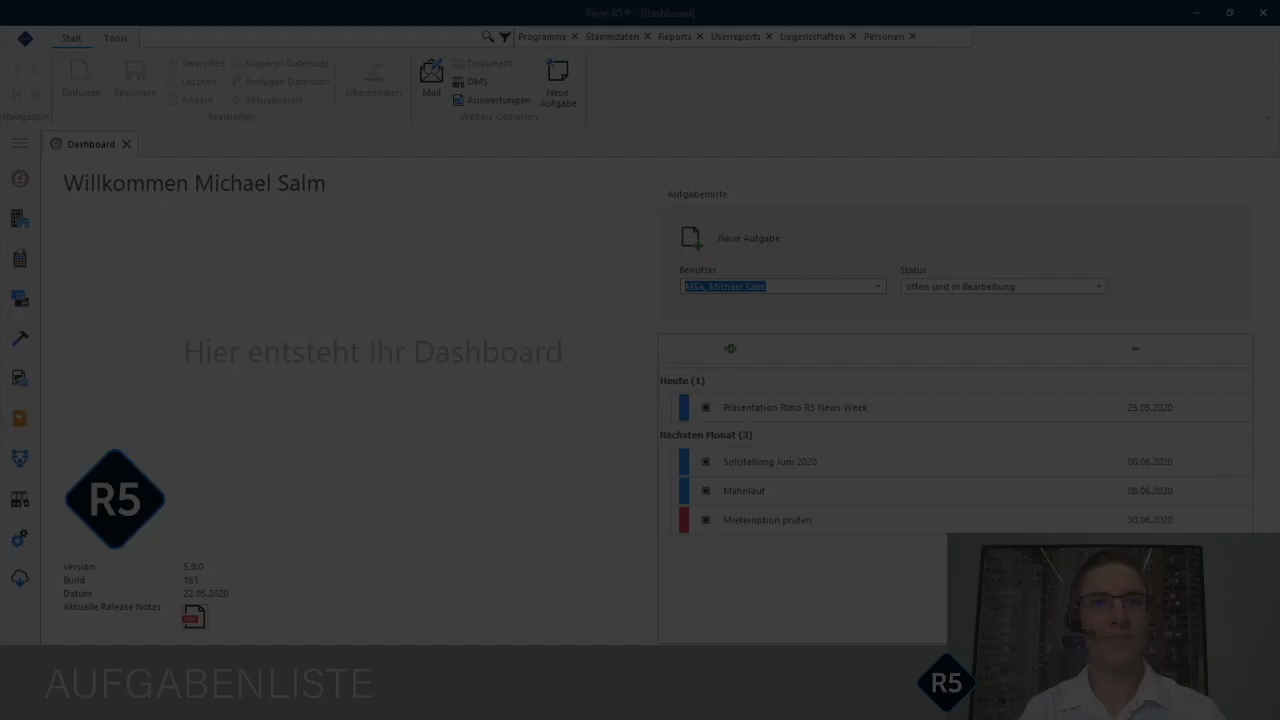 Rimo R5® - [Dashboard]
Start Tools
Programme Stammdaten Reports Userreports Liegenschaften Personen
Einfügen Speichern Verwerfen Löschen Ändern Kopieren Datensatz Einfügen Datensatz Aktualisieren Übernehmen
Mail Dokument DMS Auswertungen Neue Aufgabe
Navigation Bearbeiten Weitere Optionen
Dashboard
Willkommen Michael Salm
Hier entsteht Ihr Dashboard
R5
Version 5.0.0
Build 161
Datum 22.05.2020
Aktuelle Release Notes
Aufgabenliste
Neue Aufgabe
Benutzer Status
MSA, Michael Salm offen und in Bearbeitung
Heute (1)
Präsentation Rimo R5 News Week 25.05.2020
Nächsten Monat (3)
Sollstellung Juni 2020 08.06.2020
Mahnlauf 08.06.2020
Mieteroption prüfen 30.06.2020
AUFGABENLISTE
R5